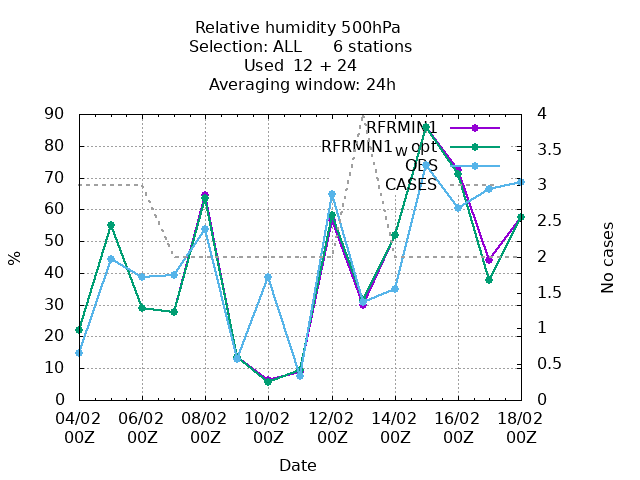 Relative humidity 500hPa
Selection: ALL      6 stations
Used  12 + 24
Averaging window: 24h
90
80
70
60
50
40
30
20
10
0
%
4
3.5
3
2.5
2
1.5
1
0.5
0
No cases
RFRMIN1
RFRMIN1w opt
OBS
CASES
04/02 06/02 08/02 10/02 12/02 14/02 16/02 18/02
00Z 00Z 00Z 00Z 00Z 00Z 00Z 00Z
Date